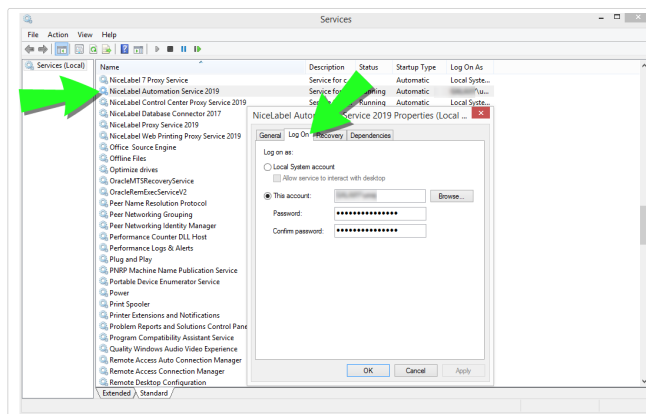 Services
File Action View Help
Services (Local)
Name Description Status Startup Type Log On As
NiceLabel 7 Proxy Service Service for c... Automatic Local Syste...
NiceLabel Automation Service 2019 Service for Running Automatic \u...
NiceLabel Control Center Proxy Service 2019 Running Automatic Local Syste...
NiceLabel Database Connector 2017
NiceLabel Proxy Service 2019
NiceLabel Web Printing Proxy Service 2019
Office Source Engine
Offline Files
Optimize drives
OracleMTSRecoveryService
OracleRemExecServiceV2
Peer Name Resolution Protocol
Peer Networking Grouping
Peer Networking Identity Manager
Performance Counter DLL Host
Performance Logs & Alerts
Plug and Play
PNRP Machine Name Publication Service
Portable Device Enumerator Service
Power
Print Spooler
Printer Extensions and Notifications
Problem Reports and Solutions Control Pane
Program Compatibility Assistant Service
Quality Windows Audio Video Experience
Remote Access Auto Connection Manager
Remote Access Connection Manager
Remote Desktop Configuration
Extended Standard
NiceLabel Auto ervice 2019 Properties (Local ...
General Log On Recovery Dependencies
Log on as:
Local System account
Allow service to interact with desktop
This account: Browse...
Password: •••••••••••••••
Confirm password: •••••••••••••••
OK Cancel Apply